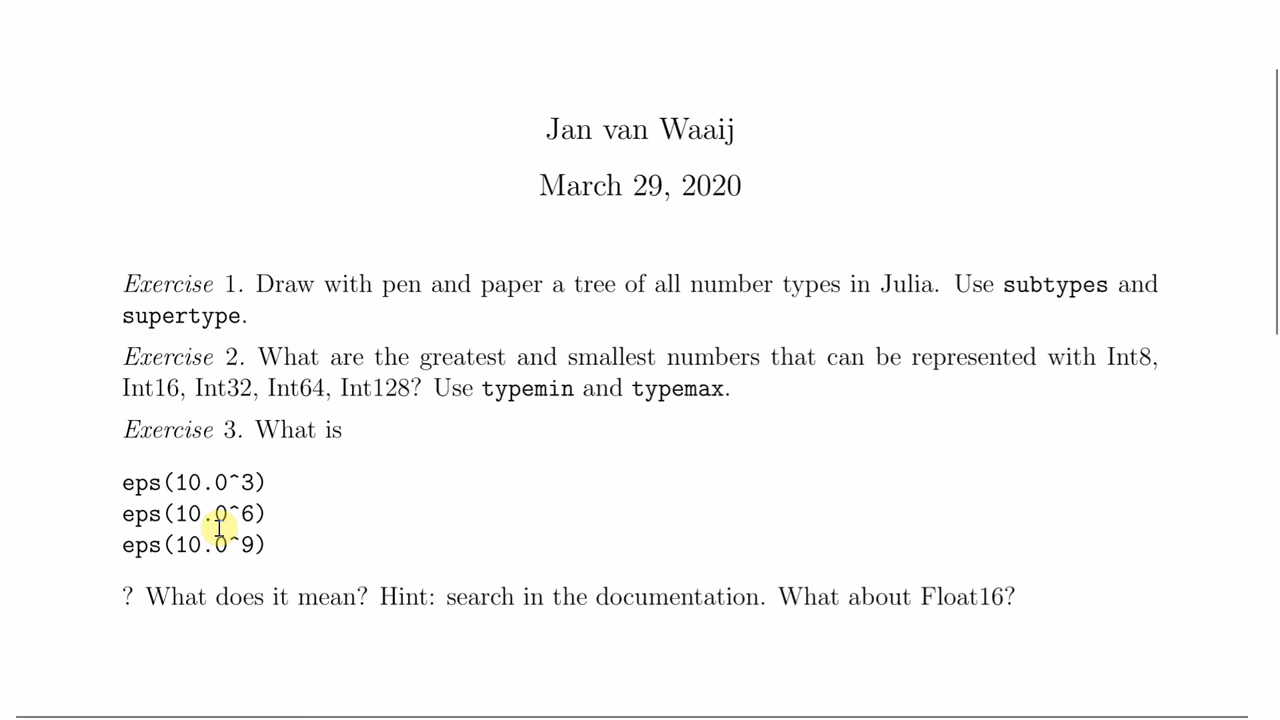 Jan van Waaij
March 29, 2020
Exercise 1. Draw with pen and paper a tree of all number types in Julia. Use subtypes and
supertype.
Exercise 2. What are the greatest and smallest numbers that can be represented with Int8,
Int16, Int32, Int64, Int128? Use typemin and typemax.
Exercise 3. What is
eps(10.0^3)
eps(10.0^6)
eps(10.0^9)
? What does it mean? Hint: search in the documentation. What about Float16?